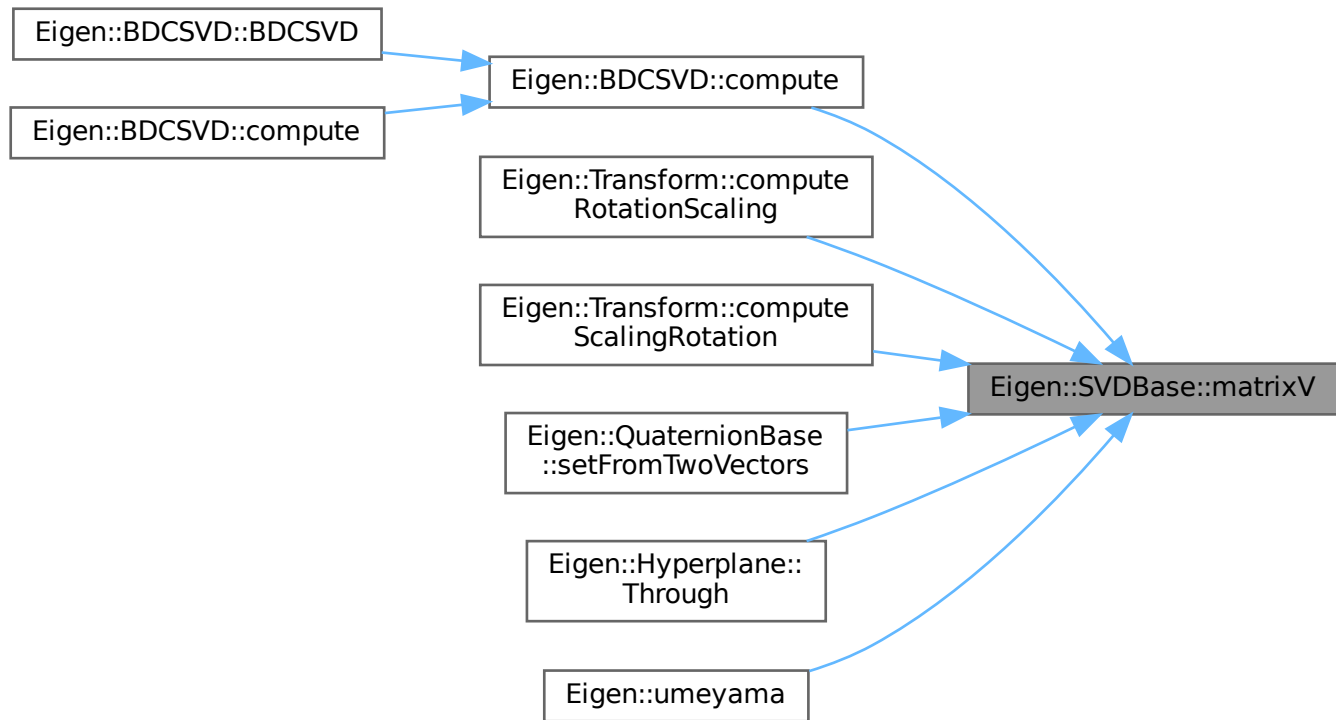 Eigen::BDCSVD::BDCSVD
Eigen::BDCSVD::compute
Eigen::BDCSVD::compute
Eigen::Transform::compute
RotationScaling
Eigen::Transform::compute
ScalingRotation
Eigen::SVDBase::matrixV
Eigen::QuaternionBase
::setFromTwoVectors
Eigen::Hyperplane::
Through
Eigen::umeyama